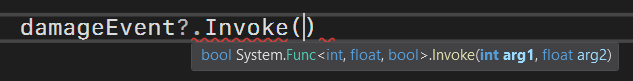 damageEvent?.Invoke()
bool System.Func<int, float, bool>.Invoke(int arg1, float arg2)